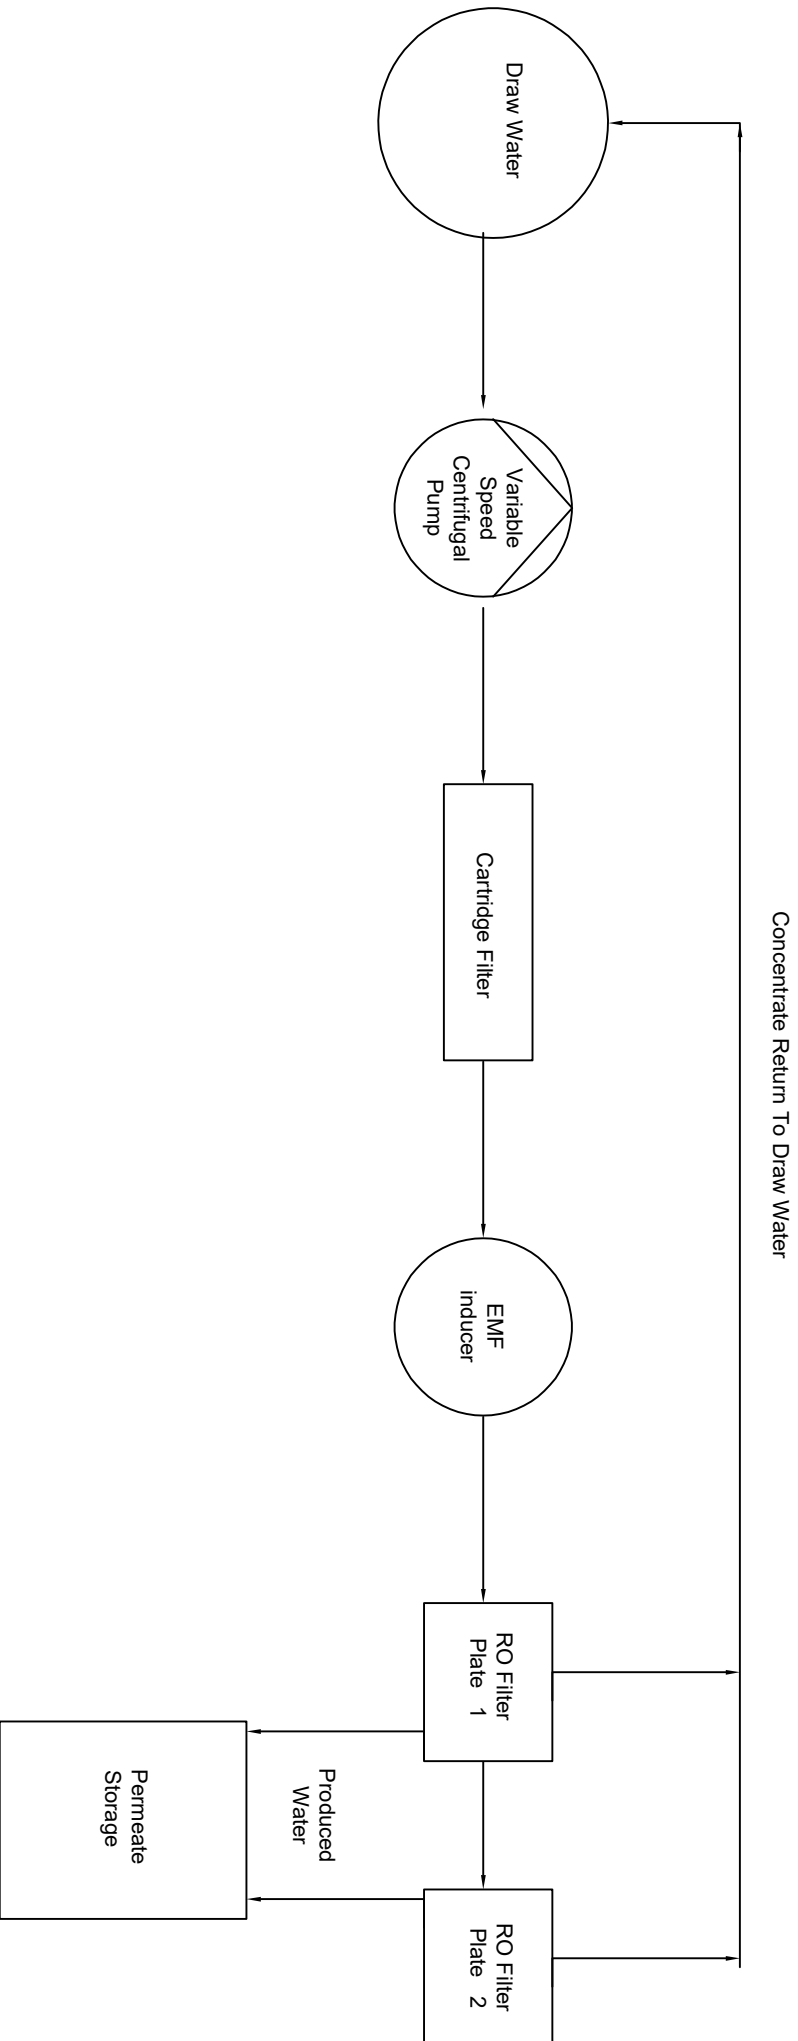 Concentrate Return To Draw Water
Draw Water
Variable
Speed
Centrifugal
Pump
Cartridge Filter
EMF
inducer
RO Filter
Plate 1
RO Filter
Plate 2
Produced
Water
Permeate
Storage